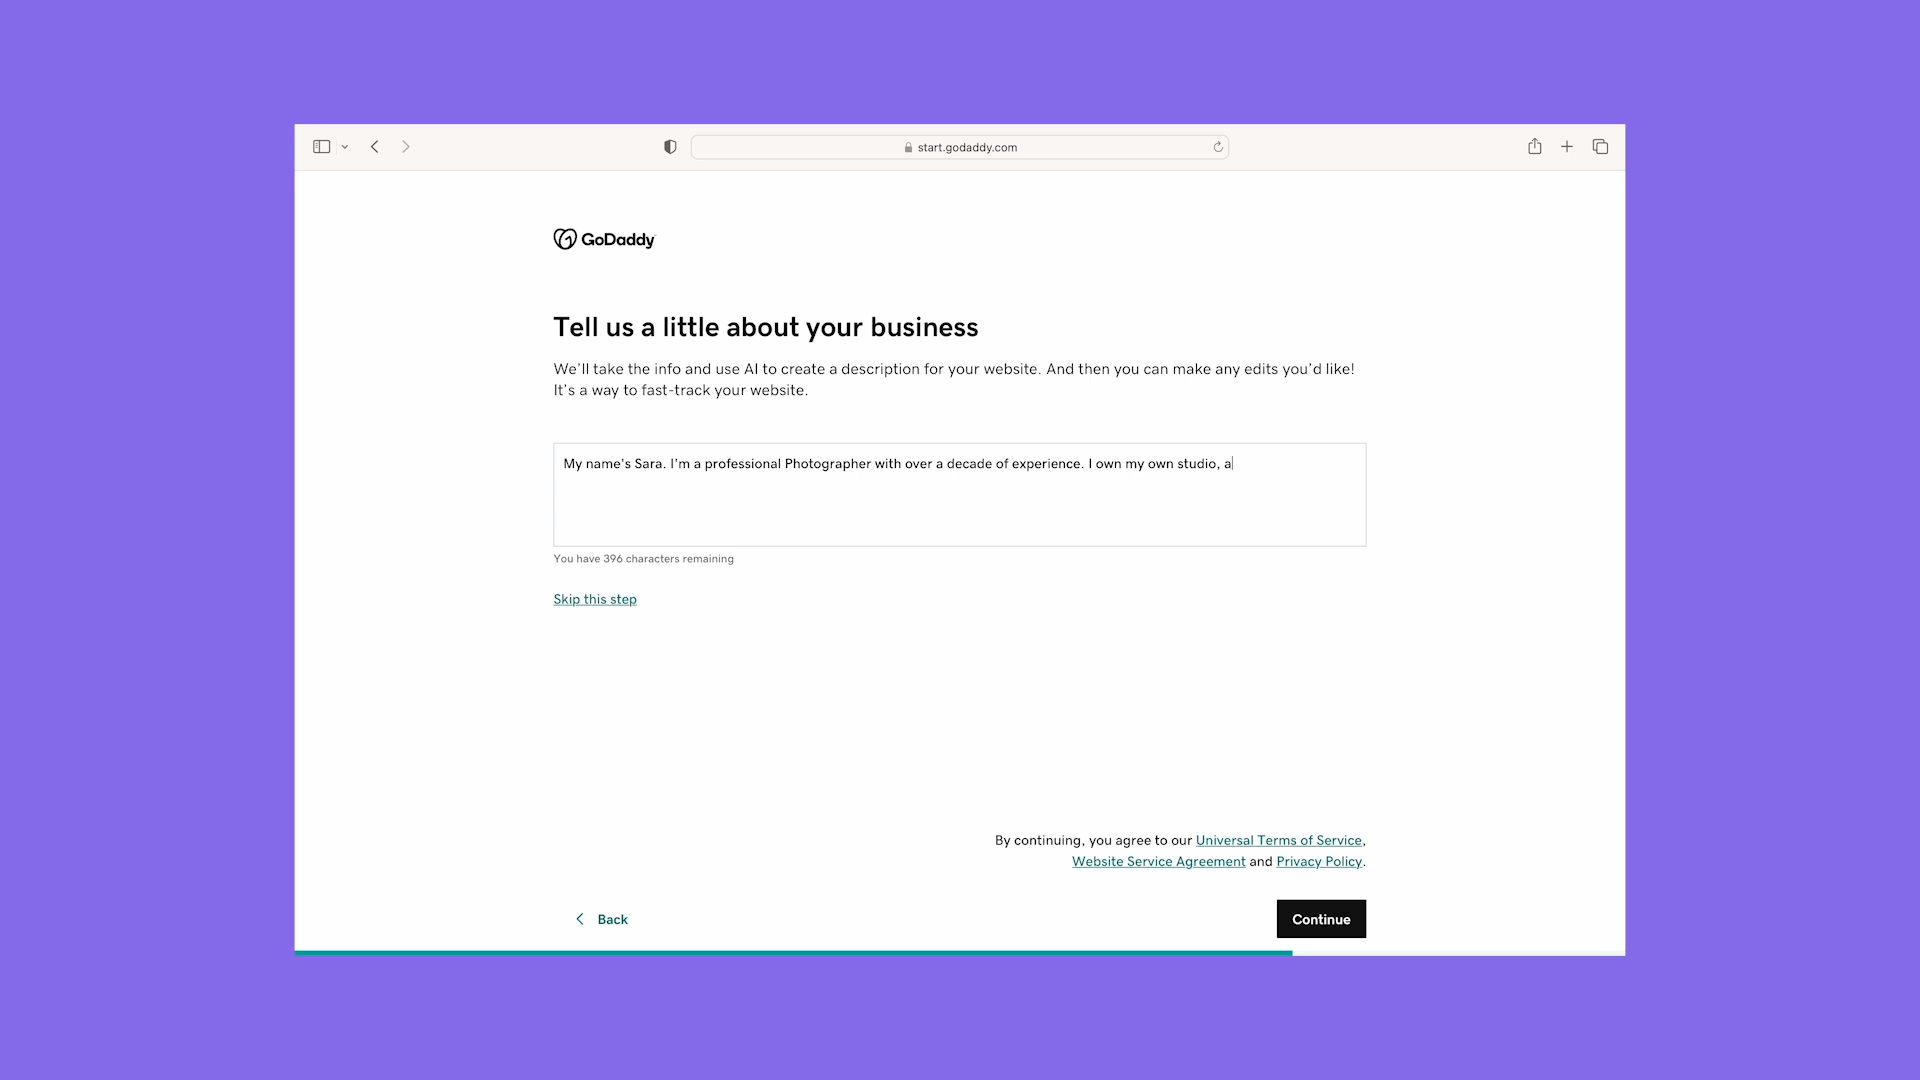 start.godaddy.com
GoDaddy
Tell us a little about your business
We'll take the info and use AI to create a description for your website. And then you can make any edits you'd like!
It's a way to fast-track your website.
My name's Sara. I'm a professional Photographer with over a decade of experience. I own my own studio, a
You have 396 characters remaining
Skip this step
By continuing, you agree to our Universal Terms of Service,
Website Service Agreement and Privacy Policy.
Back
Continue